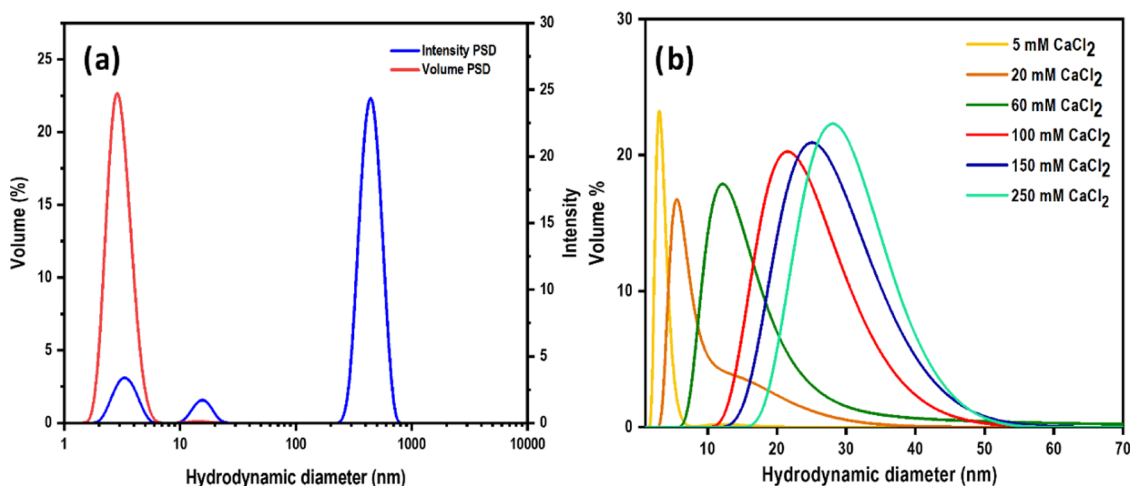 (a)
Intensity PSD
Volume PSD
Volume (%)
25
20
15
10
5
0
30
25
20
15
10
5
0
Intensity
1
10
100
1000
10000
Hydrodynamic diameter (nm)
(b)
5 mM CaCl2
20 mM CaCl2
60 mM CaCl2
100 mM CaCl2
150 mM CaCl2
250 mM CaCl2
Volume %
30
20
10
0
10
20
30
40
50
60
70
Hydrodynamic diameter (nm)